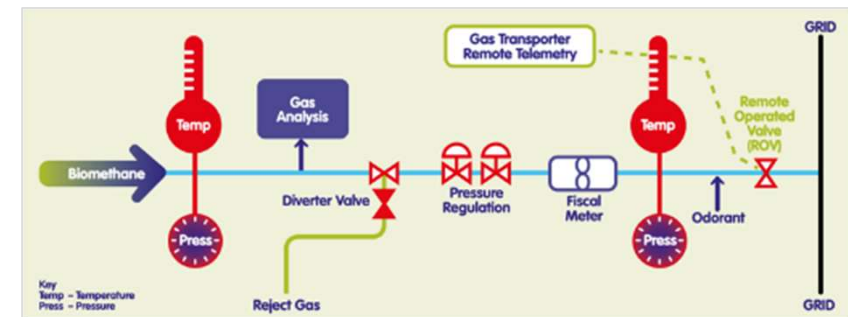 GRID
Gas Transporter
Remote Telemetry
Gas
Analysis
Temp
Temp
Remote
Operated
Valve
(ROV)
Biomethane
Diverter Valve
Pressure
Regulation
Fiscal
Meter
Odorant
Press
Press
Key
Temp – Temperature
Press – Pressure
Reject Gas
GRID